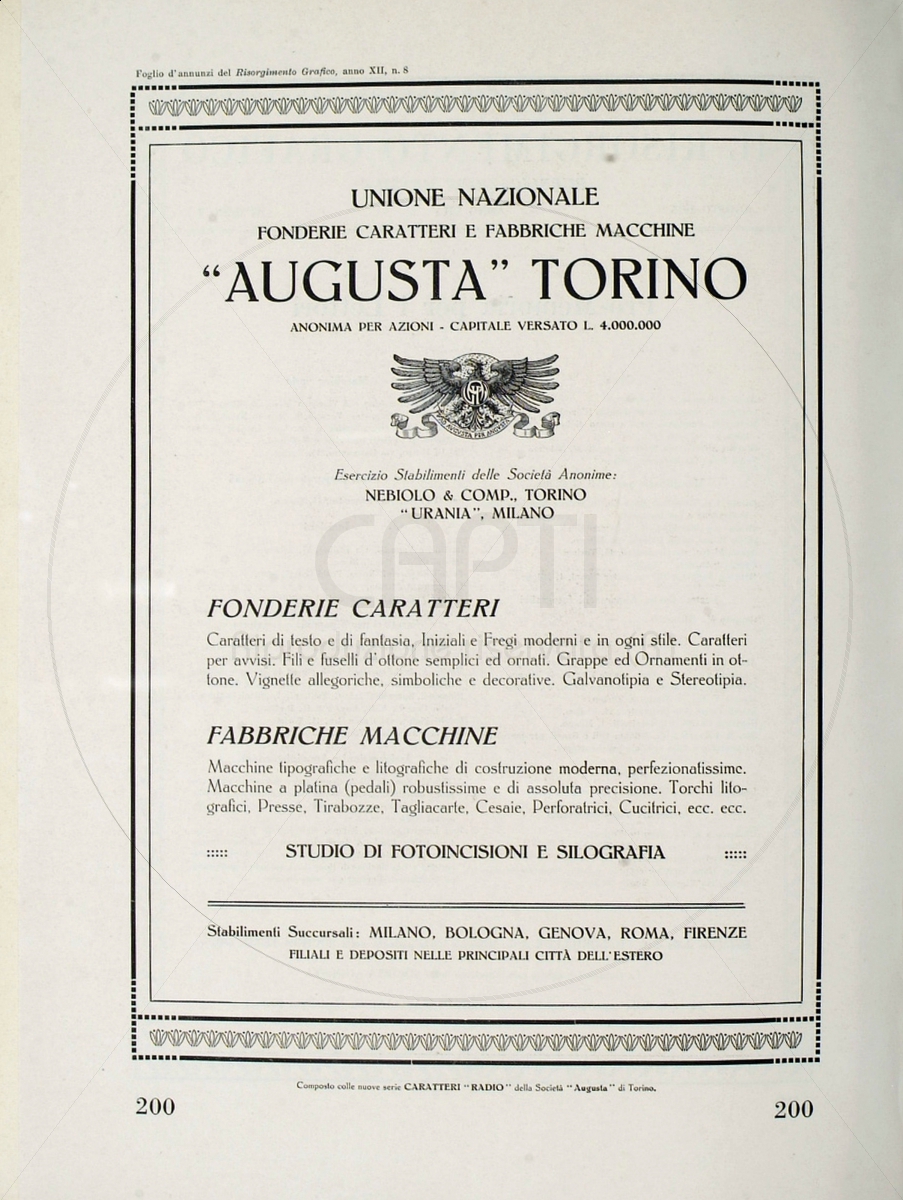 Foglio d'annunzi del Risorgimento Grafico, anno XII, n. 8
UNIONE NAZIONALE
FONDERIE CARATTERI E FABBRICHE MACCHINE
“AUGUSTA” TORINO
ANONIMA PER AZIONI - CAPITALE VERSATO L. 4.000.000
AUGUSTA PER ANGUSTA
Esercizio Stabilimenti delle Società Anonime:
NEBIOLO & COMP., TORINO
“URANIA”, MILANO
CAPTI
FONDERIE CARATTERI
Caratteri di testo e di fantasia, Iniziali e Fregi moderni e in ogni stile. Caratteri
per avvisi. Fili e fuselli d'ottone semplici ed ornati. Grappe ed Ornamenti in ot-
tone. Vignette allegoriche, simboliche e decorative. Galvanotipia e Stereotipia.
FABBRICHE MACCHINE
Macchine tipografiche e litografiche di costruzione moderna, perfezionatissime.
Macchine a platina (pedali) robustissime e di assoluta precisione. Torchi lito-
grafici, Presse, Tirabozze, Tagliacarte, Cesoie, Perforatrici, Cucitrici, ecc. ecc.
STUDIO DI FOTOINCISIONI E SILOGRAFIA
Stabilimenti Succursali: MILANO, BOLOGNA, GENOVA, ROMA, FIRENZE
FILIALI E DEPOSITI NELLE PRINCIPALI CITTÀ DELL'ESTERO
Composto colle nuove serie CARATTERI “RADIO” della Società “Augusta” di Torino.
200 200